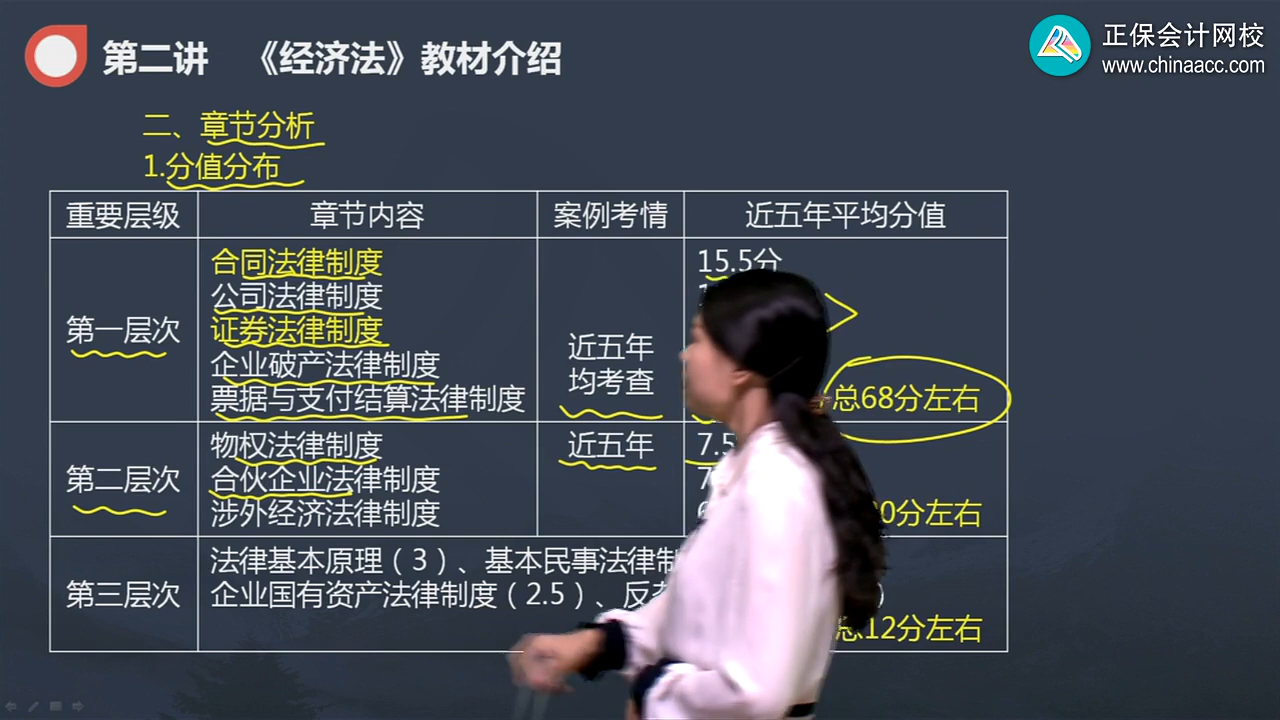 第二讲 《经济法》教材介绍
正保会计网校
www.chinaacc.com
二、章节分析
1.分值分布
重要层级 章节内容 案例考情 近五年平均分值
第一层次
合同法律制度
公司法律制度
证券法律制度
企业破产法律制度
票据与支付结算法律制度
近五年
均考查
15.5分
总68分左右
第二层次
物权法律制度
合伙企业法律制度
涉外经济法律制度
近五年
7.5
0分左右
第三层次
法律基本原理（3）、基本民事法律制
企业国有资产法律制度（2.5）、反
总12分左右